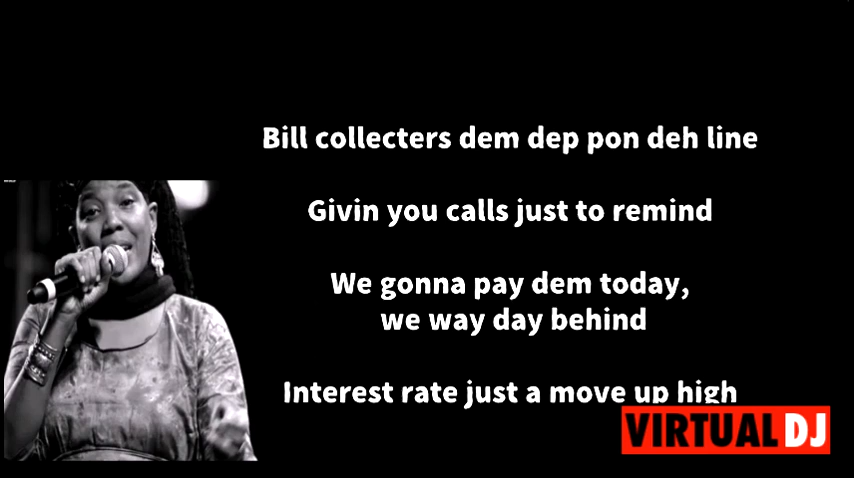 Bill collecters dem dep pon deh line
Givin you calls just to remind
We gonna pay dem today,
we way day behind
Interest rate just a move up high
VIRTUAL DJ